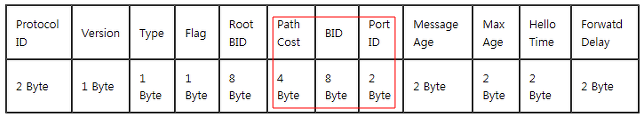 Protocol ID Version Type Flag Root BID Path Cost BID Port ID Message Age Max Age Hello Time Forwatd Delay
2 Byte 1 Byte 1 Byte 1 Byte 8 Byte 4 Byte 8 Byte 2 Byte 2 Byte 2 Byte 2 Byte 2 Byte